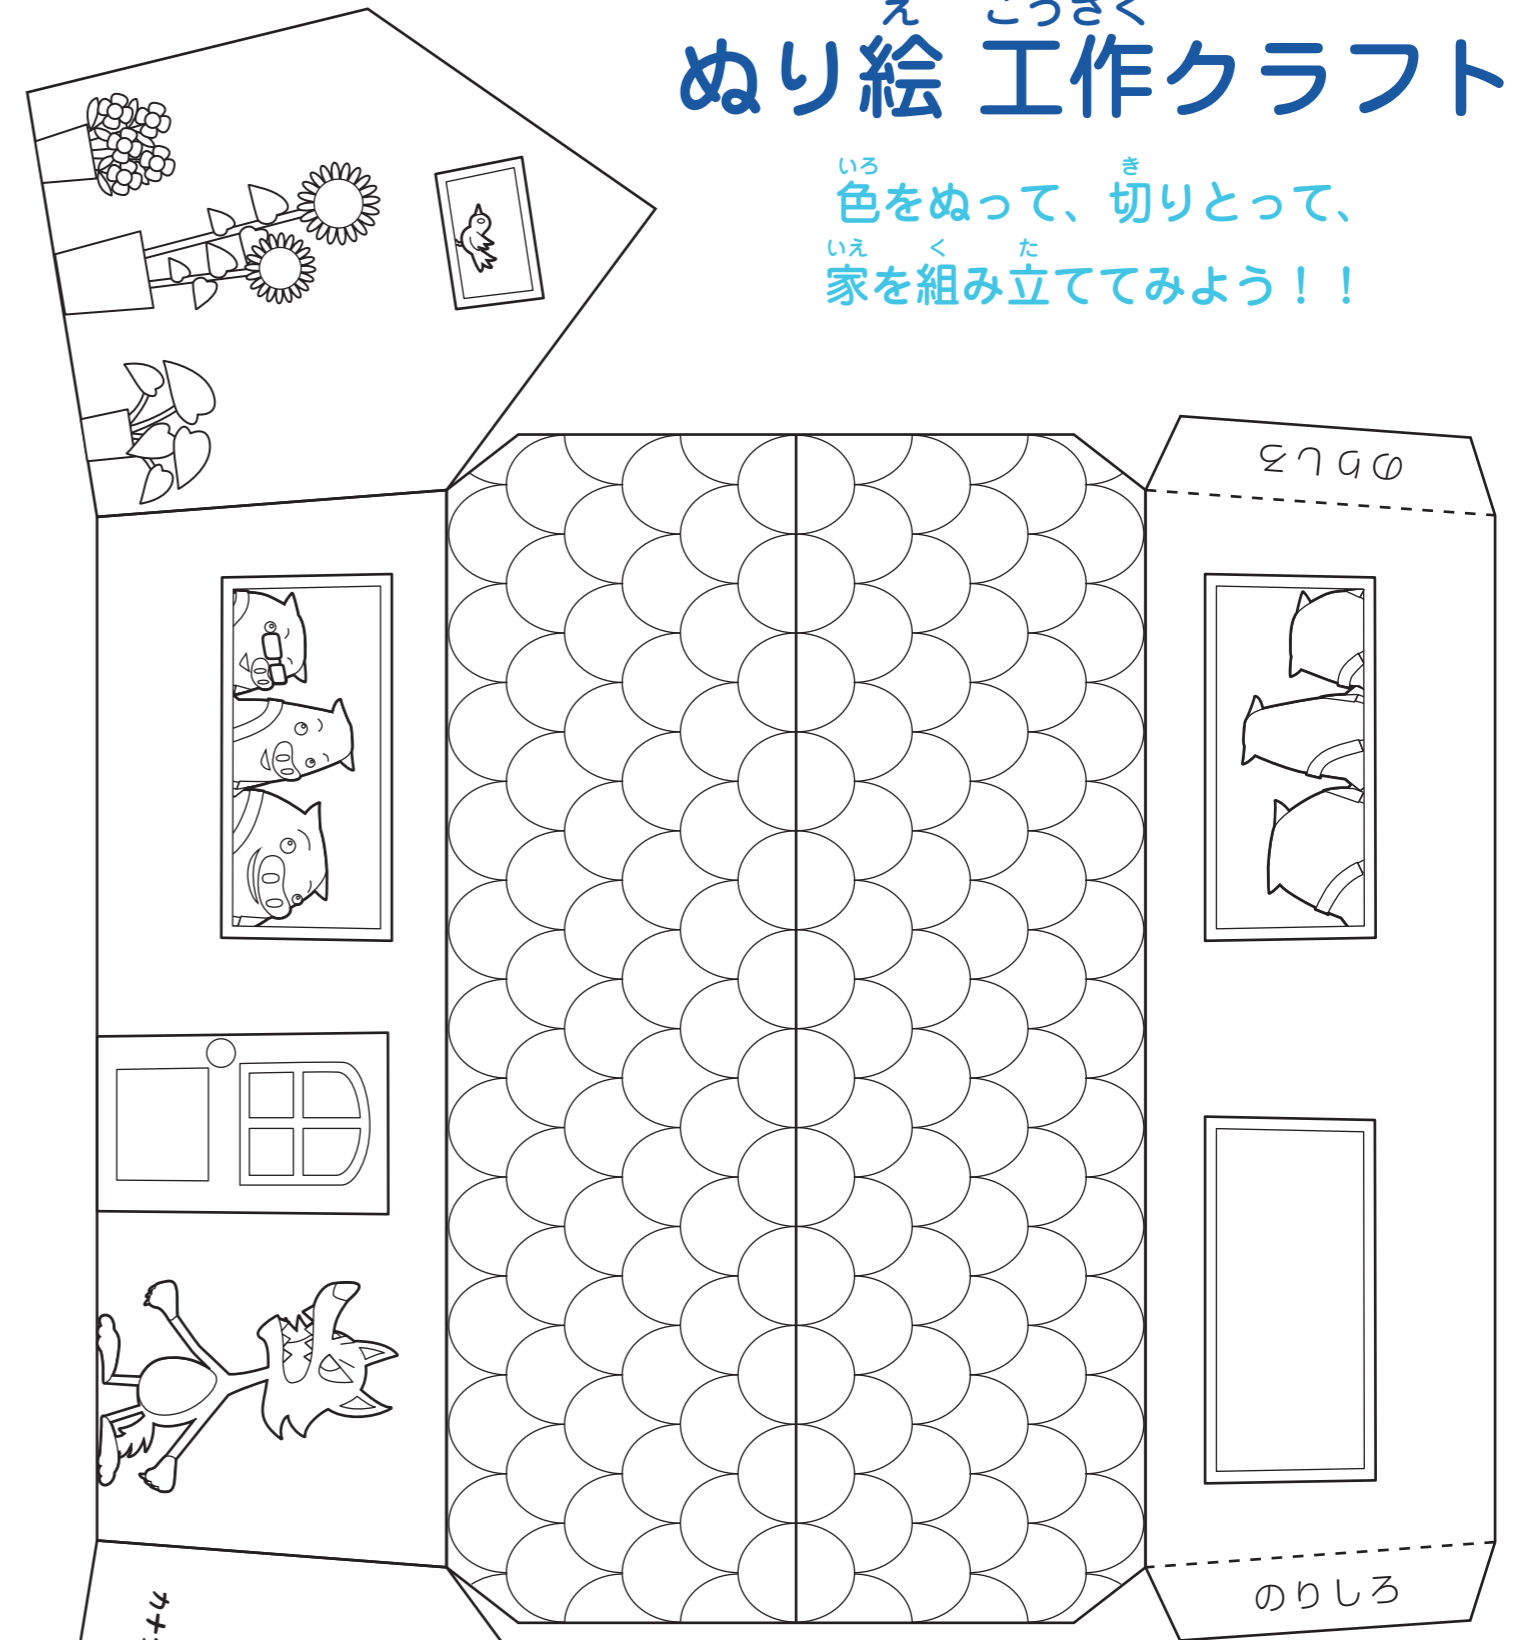 え こうさく
ぬり絵 工作クラフト
いろ き
色をぬって、切りとって、
いえ く た
家を組み立ててみよう！！
のりしろ
のりしろ
カメ